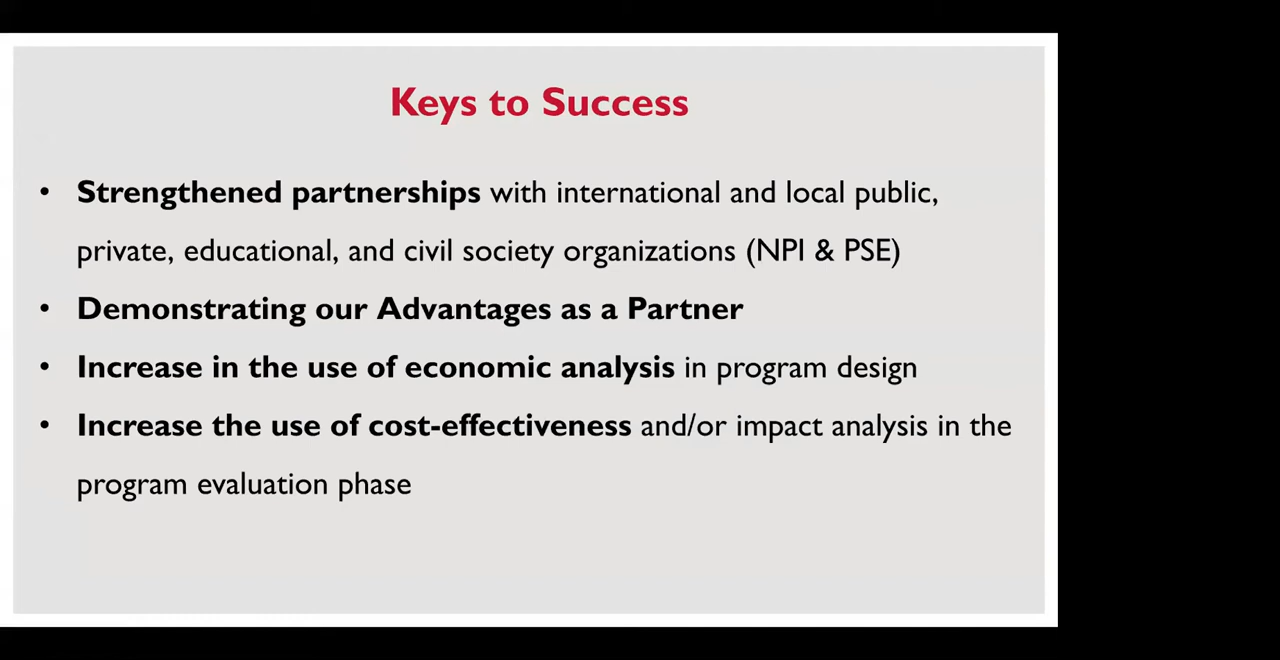 Keys to Success
• Strengthened partnerships with international and local public,
private, educational, and civil society organizations (NPI & PSE)
• Demonstrating our Advantages as a Partner
• Increase in the use of economic analysis in program design
• Increase the use of cost-effectiveness and/or impact analysis in the
program evaluation phase